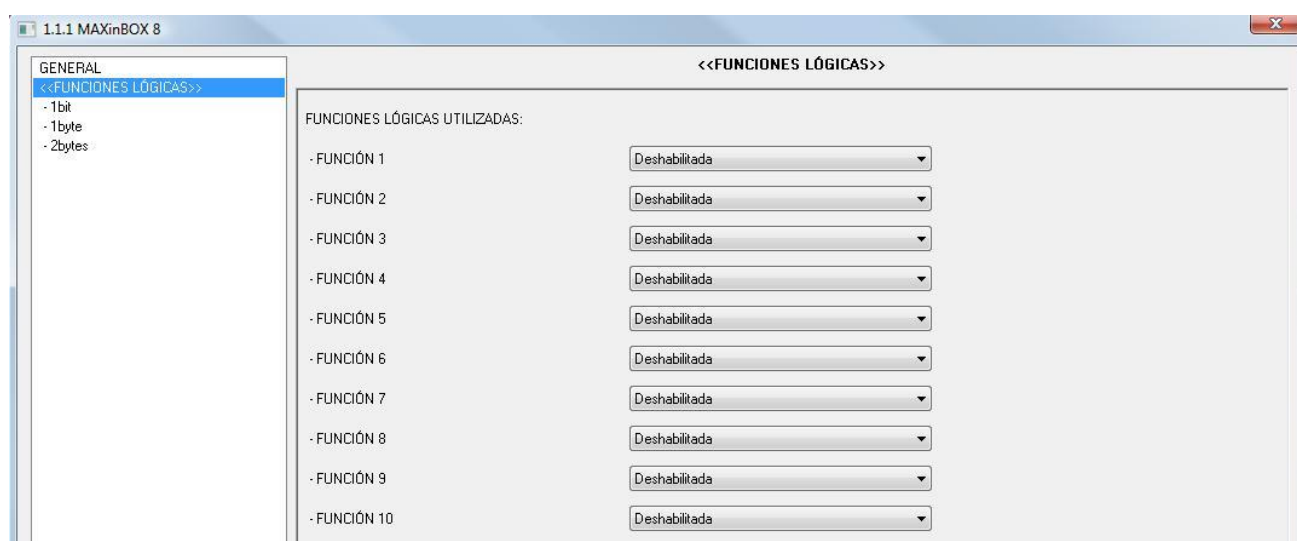 1.1.1 MAXinBOX 8
GENERAL
<<FUNCIONES LÓGICAS>>
- 1bit
- 1byte
- 2bytes
<<FUNCIONES LÓGICAS>>
FUNCIONES LÓGICAS UTILIZADAS:
- FUNCIÓN 1 Deshabilitada
- FUNCIÓN 2 Deshabilitada
- FUNCIÓN 3 Deshabilitada
- FUNCIÓN 4 Deshabilitada
- FUNCIÓN 5 Deshabilitada
- FUNCIÓN 6 Deshabilitada
- FUNCIÓN 7 Deshabilitada
- FUNCIÓN 8 Deshabilitada
- FUNCIÓN 9 Deshabilitada
- FUNCIÓN 10 Deshabilitada